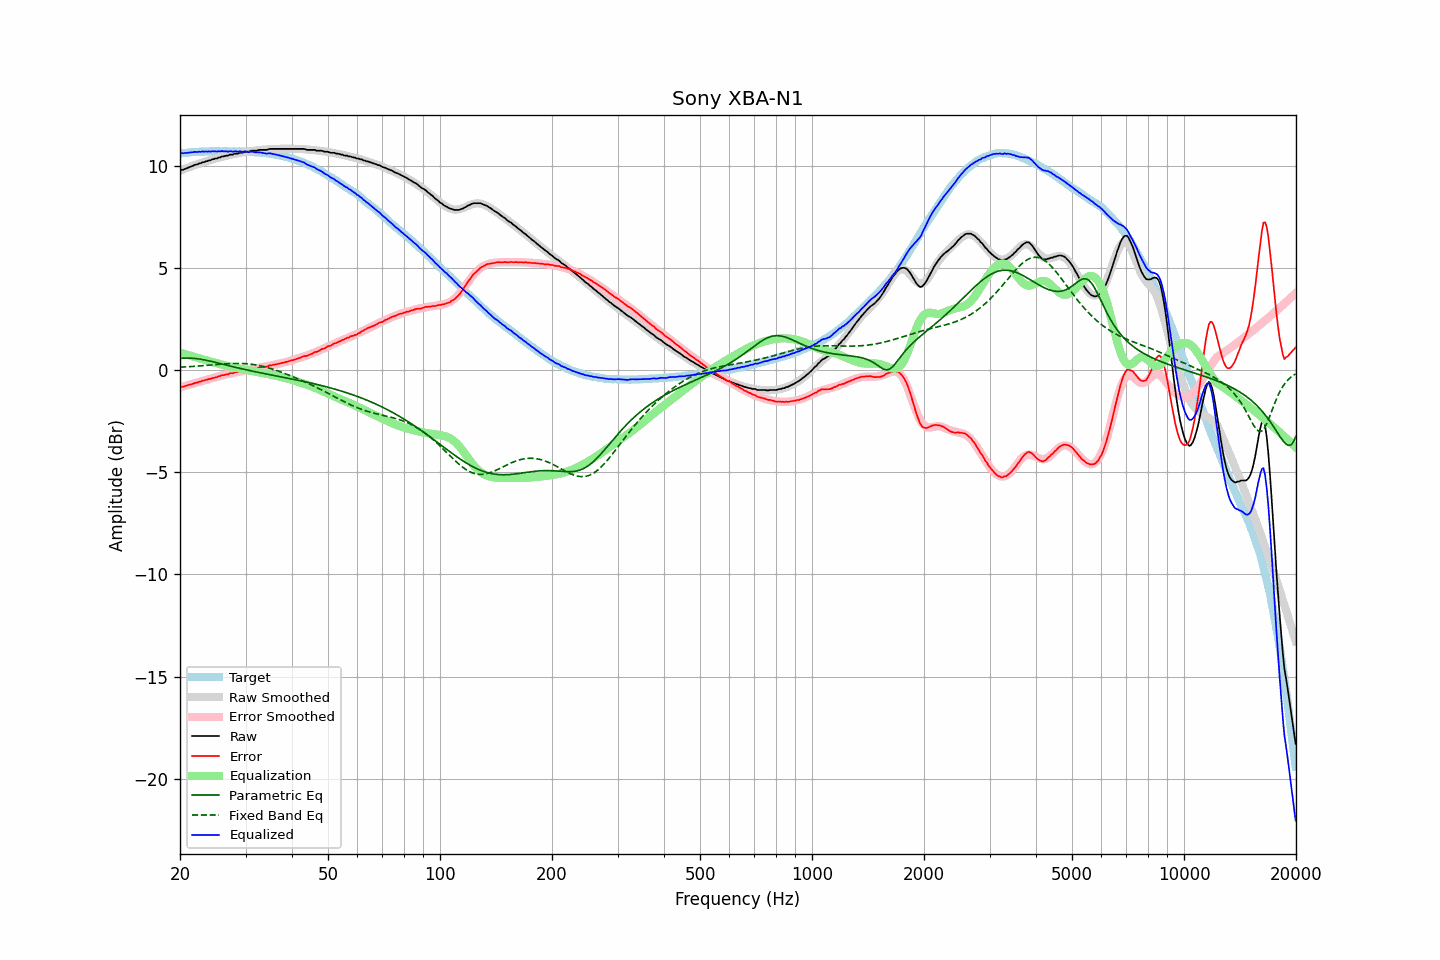 Sony XBA-N1
Amplitude (dBr)
10
5
0
−5
−10
−15
−20
Target
Raw Smoothed
Error Smoothed
Raw
Error
Equalization
Parametric Eq
Fixed Band Eq
Equalized
20 50 100 200 500 1000 2000 5000 10000 20000
Frequency (Hz)